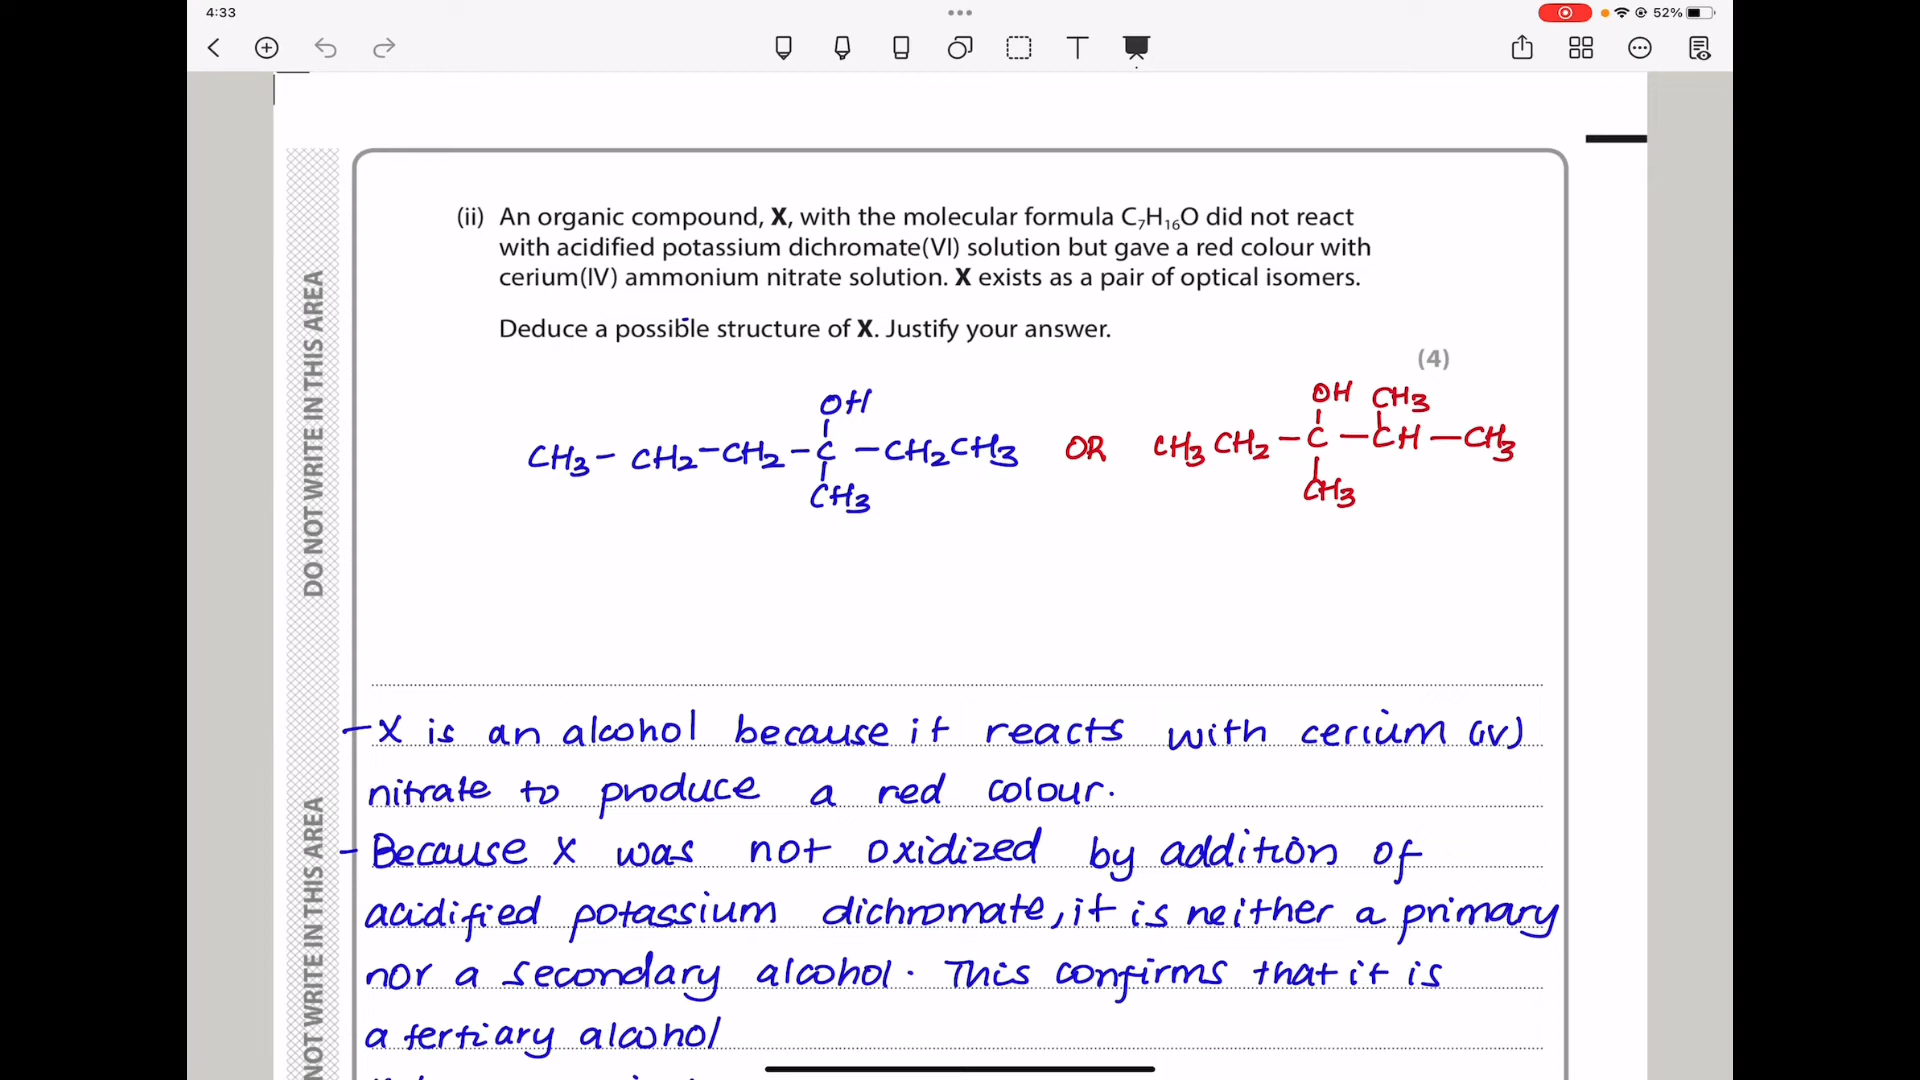 4:33
52%
(ii) An organic compound, X, with the molecular formula C₇H₁₆O did not react
with acidified potassium dichromate(VI) solution but gave a red colour with
cerium(IV) ammonium nitrate solution. X exists as a pair of optical isomers.
Deduce a possible structure of X. Justify your answer.
(4)
OH
CH3 - CH2 - CH2 - C - CH2CH3
CH3
OR
OH CH3
CH3 CH2 - C - CH - CH3
CH3
DO NOT WRITE IN THIS AREA
- X is an alcohol because it reacts with cerium (iv)
nitrate to produce a red colour.
- Because X was not oxidized by addition of
acidified potassium dichromate, it is neither a primary
nor a secondary alcohol. This confirms that it is
a tertiary alcohol
NOT WRITE IN THIS AREA